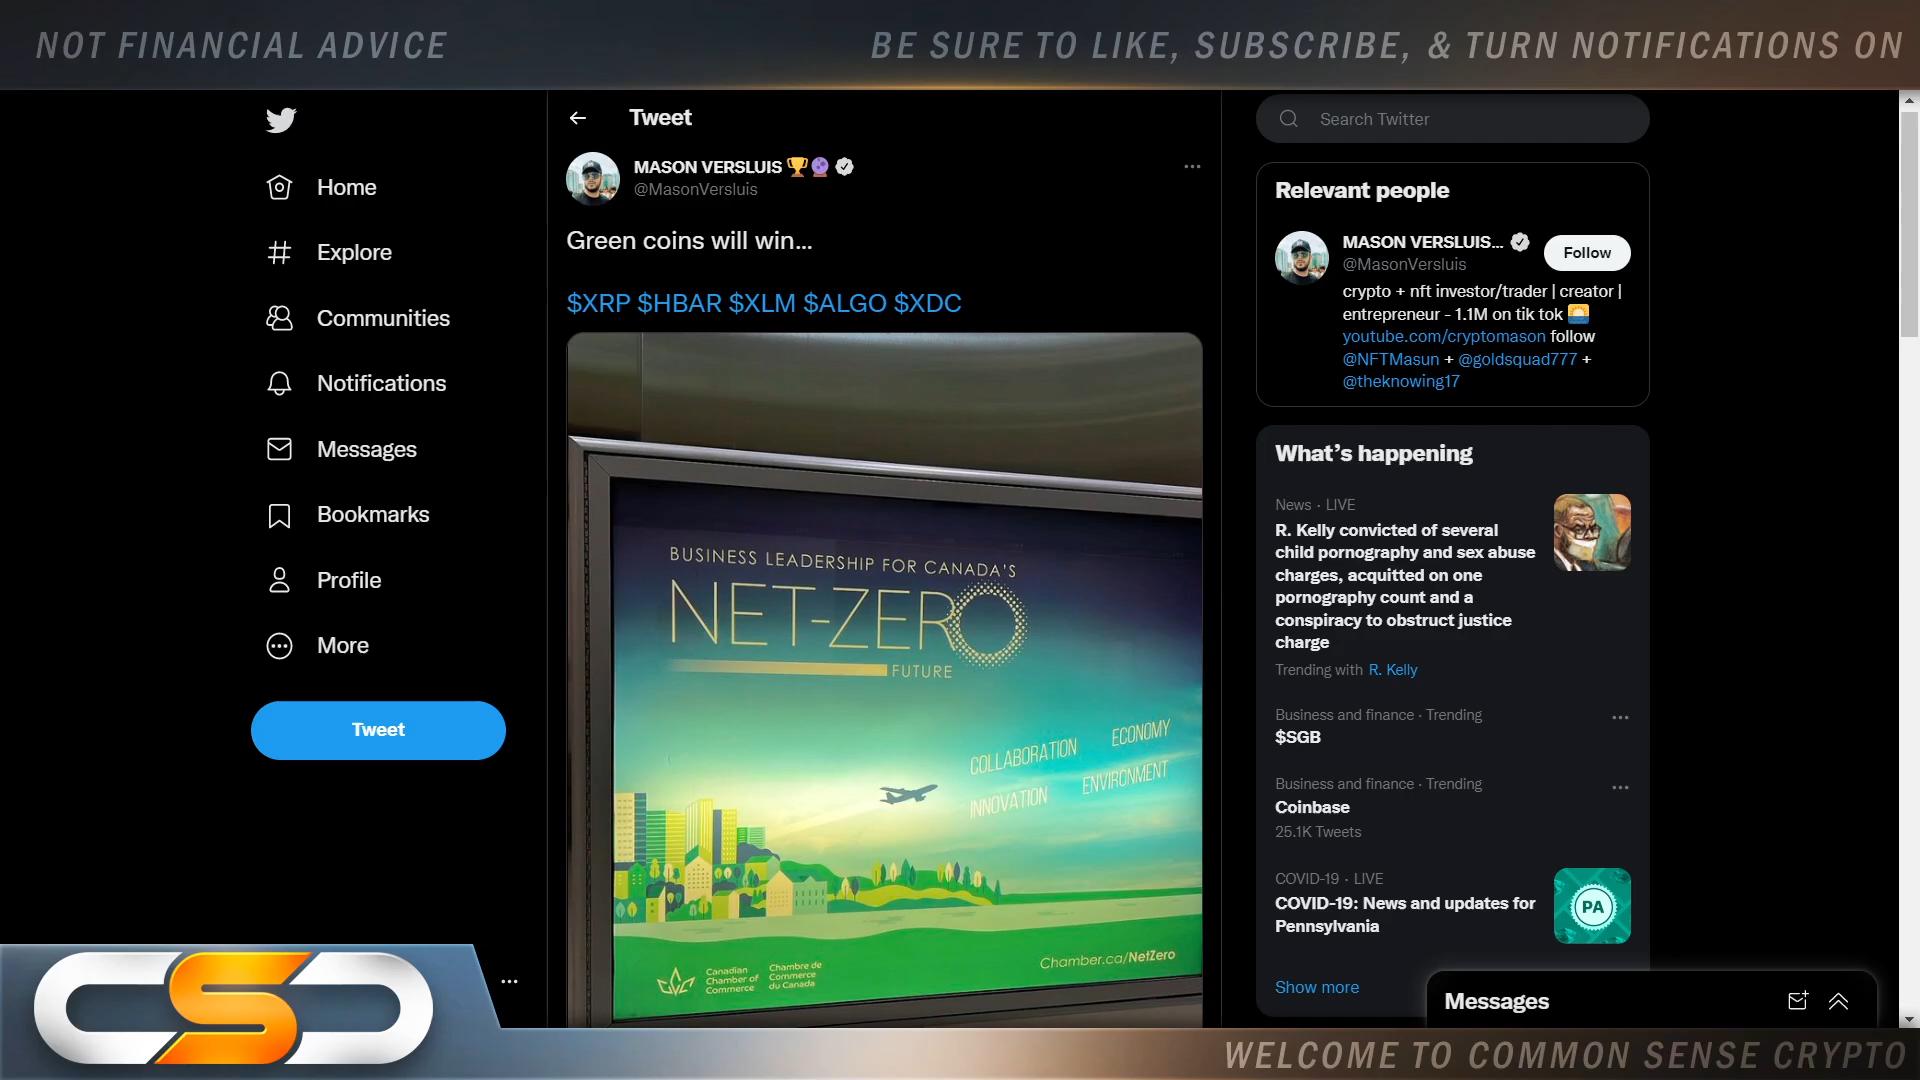 NOT FINANCIAL ADVICE
BE SURE TO LIKE, SUBSCRIBE, & TURN NOTIFICATIONS ON
Home
Explore
Communities
Notifications
Messages
Bookmarks
Profile
More
Tweet
Tweet
MASON VERSLUIS
@MasonVersluis
Green coins will win...
$XRP $HBAR $XLM $ALGO $XDC
BUSINESS LEADERSHIP FOR CANADA'S
NET-ZERO
FUTURE
COLLABORATION ECONOMY
INNOVATION ENVIRONMENT
Canadian
Chamber of
Commerce
Chambre de
Commerce
du Canada
Chamber.ca/NetZero
Search Twitter
Relevant people
MASON VERSLUIS...
@MasonVersluis
Follow
crypto + nft investor/trader | creator |
entrepreneur - 1.1M on tik tok
youtube.com/cryptomason follow
@NFTMasun + @goldsquad777 +
@theknowing17
What's happening
News · LIVE
R. Kelly convicted of several
child pornography and sex abuse
charges, acquitted on one
pornography count and a
conspiracy to obstruct justice
charge
Trending with R. Kelly
Business and finance · Trending
$SGB
Business and finance · Trending
Coinbase
25.1K Tweets
COVID-19 · LIVE
COVID-19: News and updates for
Pennsylvania
PA
Show more
Messages
CSC
WELCOME TO COMMON SENSE CRYPTO